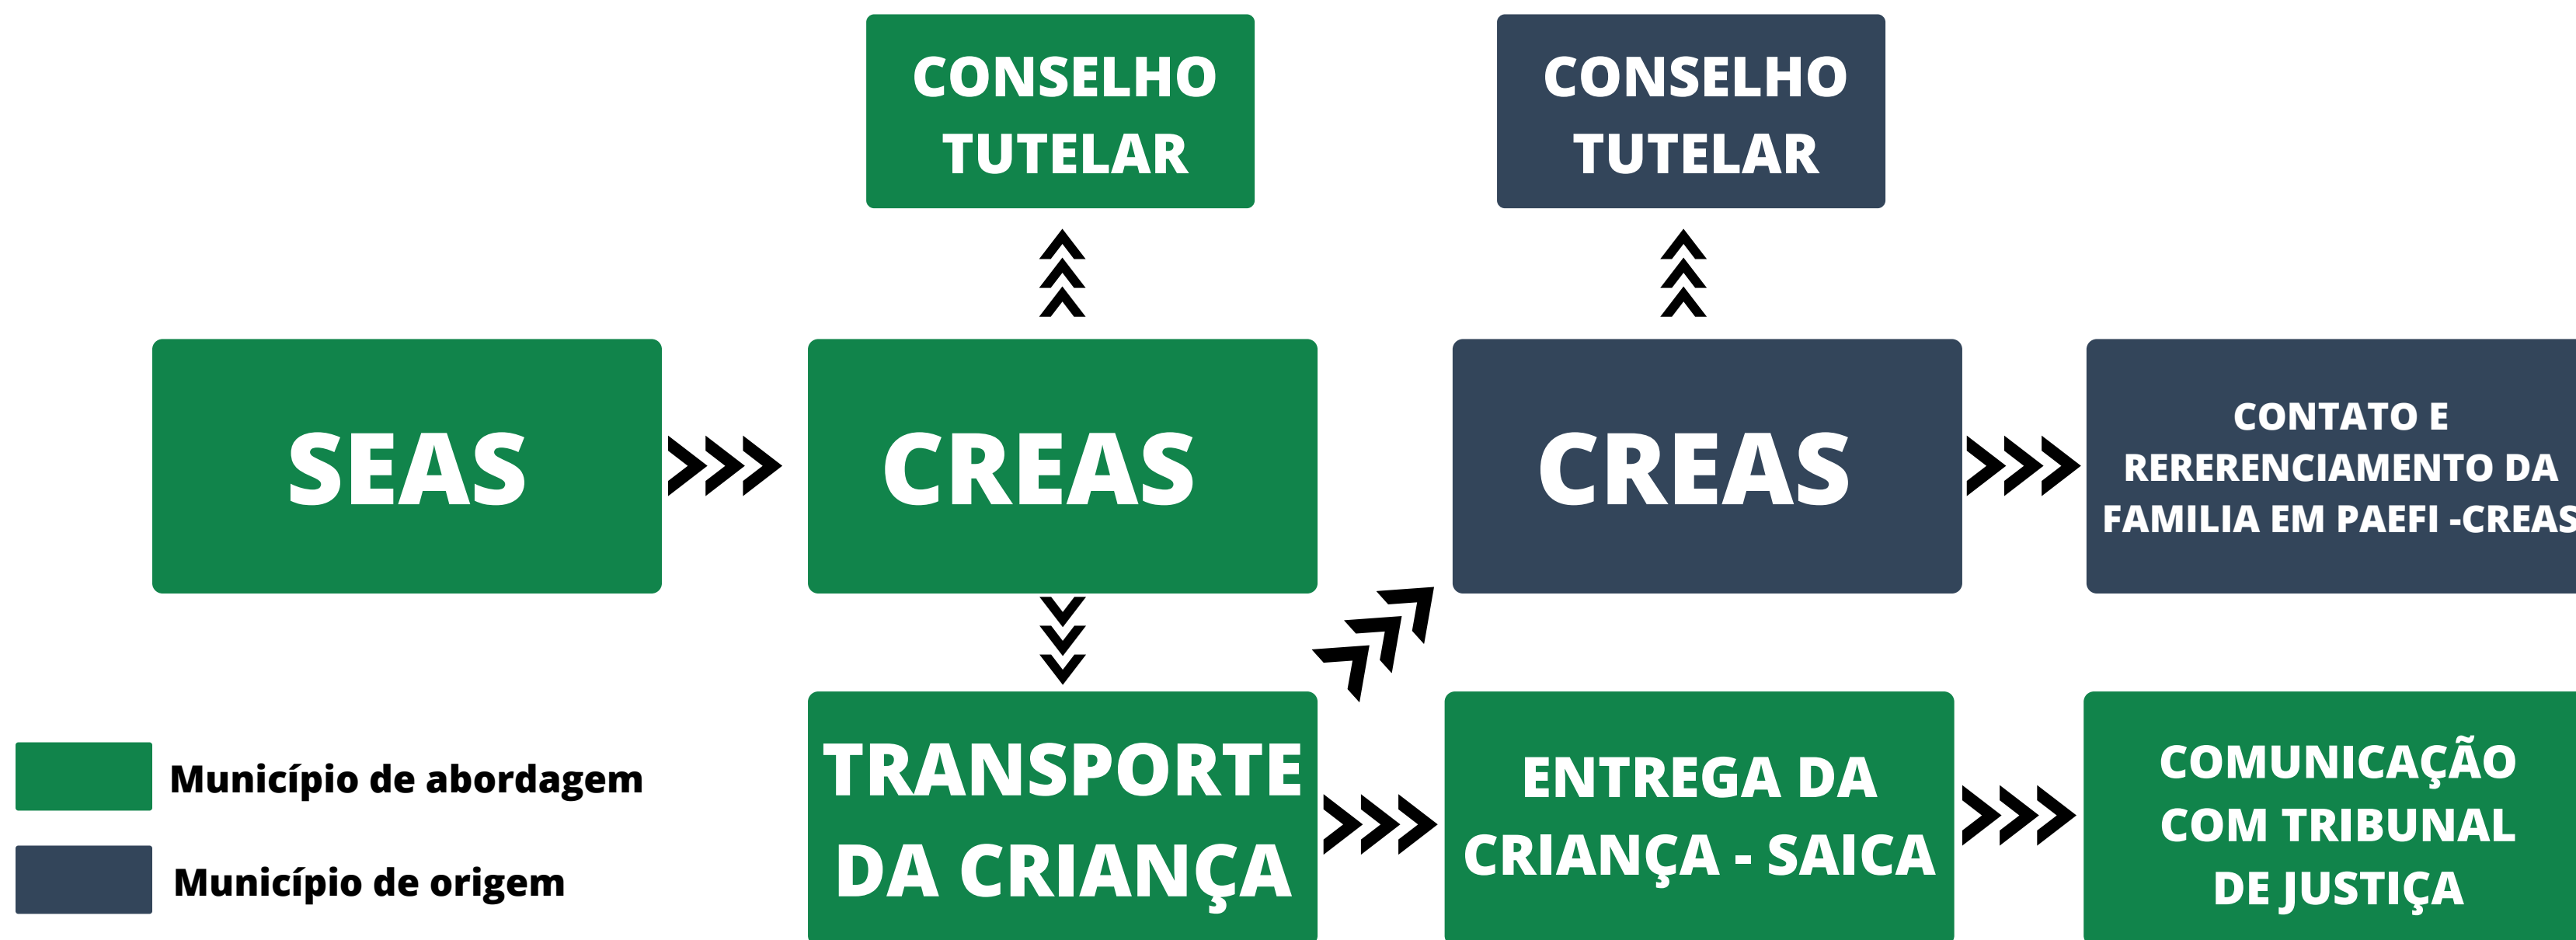 CONSELHO
TUTELAR
CONSELHO
TUTELAR
SEAS
CREAS
CREAS
CONTATO E
RERERENCIAMENTO DA
FAMILIA EM PAEFI -CREAS
TRANSPORTE
DA CRIANÇA
ENTREGA DA
CRIANÇA - SAICA
COMUNICAÇÃO
COM TRIBUNAL
DE JUSTIÇA
Município de abordagem
Município de origem